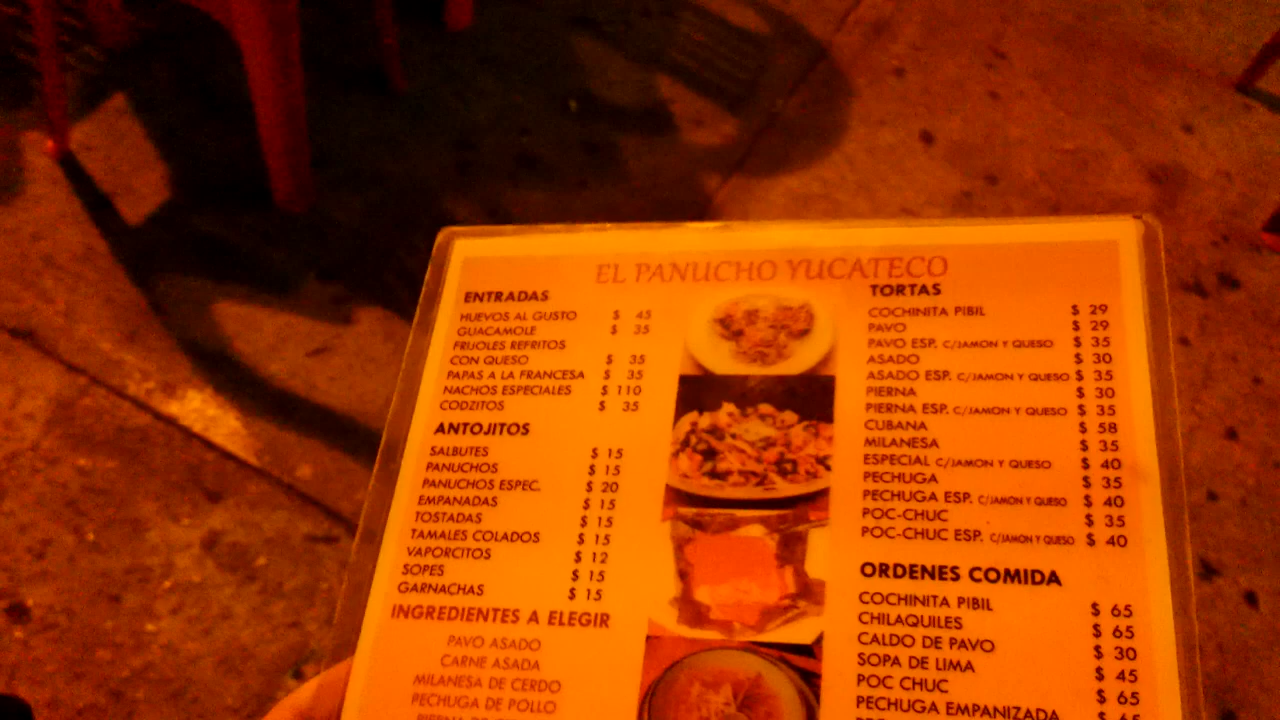 EL PANUCHO YUCATECO
ENTRADAS
HUEVOS AL GUSTO $ 45
GUACAMOLE $ 35
FRIJOLES REFRITOS
CON QUESO $ 35
PAPAS A LA FRANCESA $ 35
NACHOS ESPECIALES $ 110
CODZITOS $ 35
ANTOJITOS
SALBUTES $ 15
PANUCHOS $ 15
PANUCHOS ESPEC. $ 20
EMPANADAS $ 15
TOSTADAS $ 15
TAMALES COLADOS $ 15
VAPORCITOS $ 12
SOPES $ 15
GARNACHAS $ 15
INGREDIENTES A ELEGIR
PAVO ASADO
CARNE ASADA
MILANESA DE CERDO
PECHUGA DE POLLO
TORTAS
COCHINITA PIBIL $ 29
PAVO $ 29
PAVO ESP. C/JAMON Y QUESO $ 35
ASADO $ 30
ASADO ESP. C/JAMON Y QUESO $ 35
PIERNA $ 30
PIERNA ESP. C/JAMON Y QUESO $ 35
CUBANA $ 58
MILANESA $ 35
ESPECIAL C/JAMON Y QUESO $ 40
PECHUGA $ 35
PECHUGA ESP. C/JAMON Y QUESO $ 40
POC-CHUC $ 35
POC-CHUC ESP. C/JAMON Y QUESO $ 40
ORDENES COMIDA
COCHINITA PIBIL $ 65
CHILAQUILES $ 65
CALDO DE PAVO $ 30
SOPA DE LIMA $ 45
POC CHUC $ 65
PECHUGA EMPANIZADA